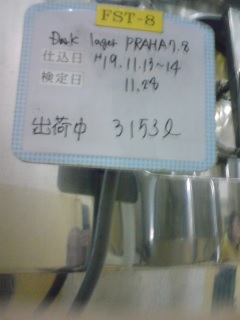 FST-8
Dark lager PRAHA 7.8
仕込日 H19.11.13~14
検定日 11.28
出荷中 3153ℓ